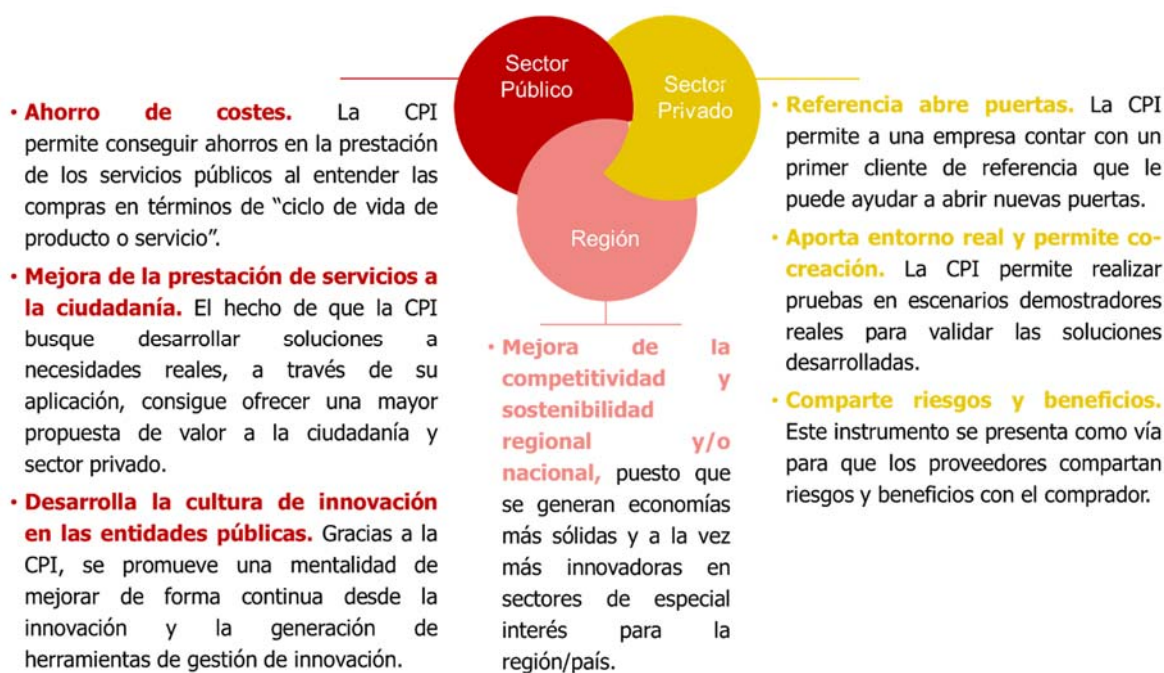 Sector
Público
Sector
Privado
Región
• Ahorro de costes. La CPI
permite conseguir ahorros en la prestación
de los servicios públicos al entender las
compras en términos de “ciclo de vida de
producto o servicio”.
• Mejora de la prestación de servicios a
la ciudadanía. El hecho de que la CPI
busque desarrollar soluciones a
necesidades reales, a través de su
aplicación, consigue ofrecer una mayor
propuesta de valor a la ciudadanía y
sector privado.
• Desarrolla la cultura de innovación
en las entidades públicas. Gracias a la
CPI, se promueve una mentalidad de
mejorar de forma continua desde la
innovación y la generación de
herramientas de gestión de innovación.
• Mejora de la
competitividad y
sostenibilidad
regional y/o
nacional, puesto que
se generan economías
más sólidas y a la vez
más innovadoras en
sectores de especial
interés para la
región/país.
• Referencia abre puertas. La CPI
permite a una empresa contar con un
primer cliente de referencia que le
puede ayudar a abrir nuevas puertas.
• Aporta entorno real y permite co-
creación. La CPI permite realizar
pruebas en escenarios demostradores
reales para validar las soluciones
desarrolladas.
• Comparte riesgos y beneficios.
Este instrumento se presenta como vía
para que los proveedores compartan
riesgos y beneficios con el comprador.